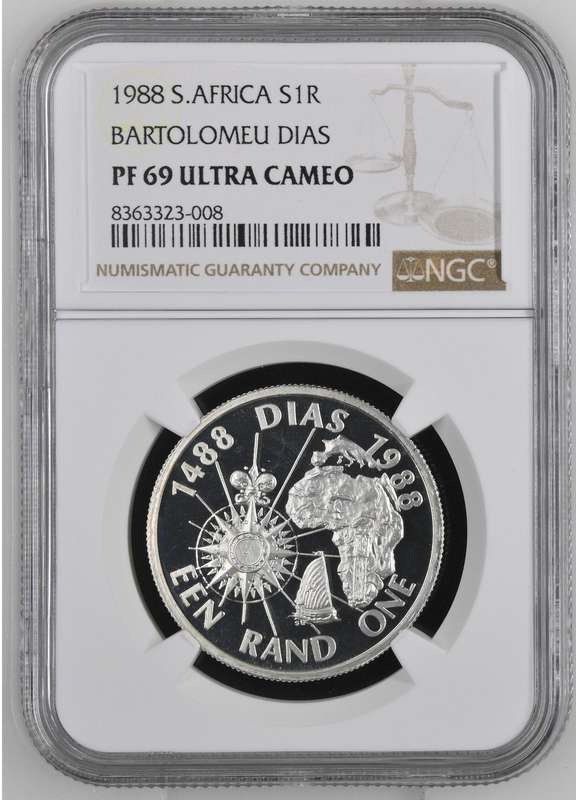 1988 S.AFRICA S1R
BARTOLOMEU DIAS
PF 69 ULTRA CAMEO
8363323-008
NUMISMATIC GUARANTY COMPANY
NGC®
1488 DIAS 1988
EEN RAND ONE